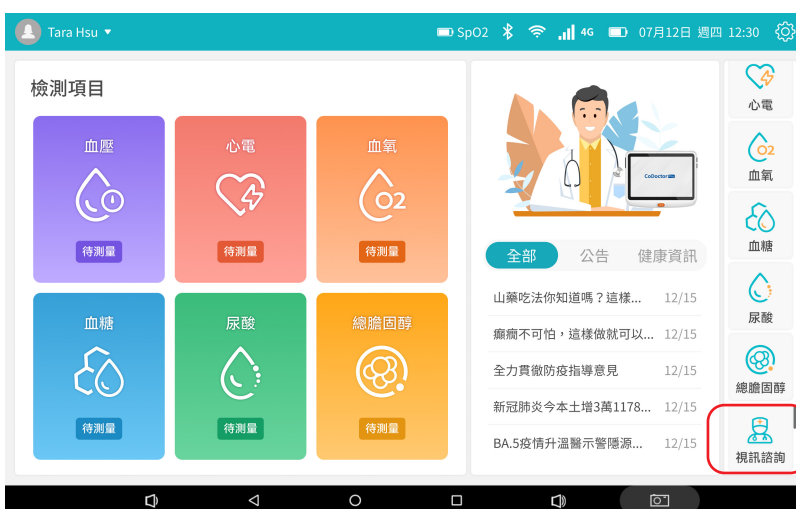 Tara Hsu
SpO2 4G 07月12日 週四 12:30
檢測項目
血壓
待測量
心電
待測量
血氧
O2
待測量
血糖
待測量
尿酸
待測量
總膽固醇
待測量
CoDoctor
全部 公告 健康資訊
山藥吃法你知道嗎？這樣... 12/15
癲癇不可怕，這樣做就可以... 12/15
全力貫徹防疫指導意見 12/15
新冠肺炎今本土增3萬1178... 12/15
BA.5疫情升溫醫示警隱源... 12/15
心電
O2
血氧
血糖
尿酸
總膽固醇
視訊諮詢